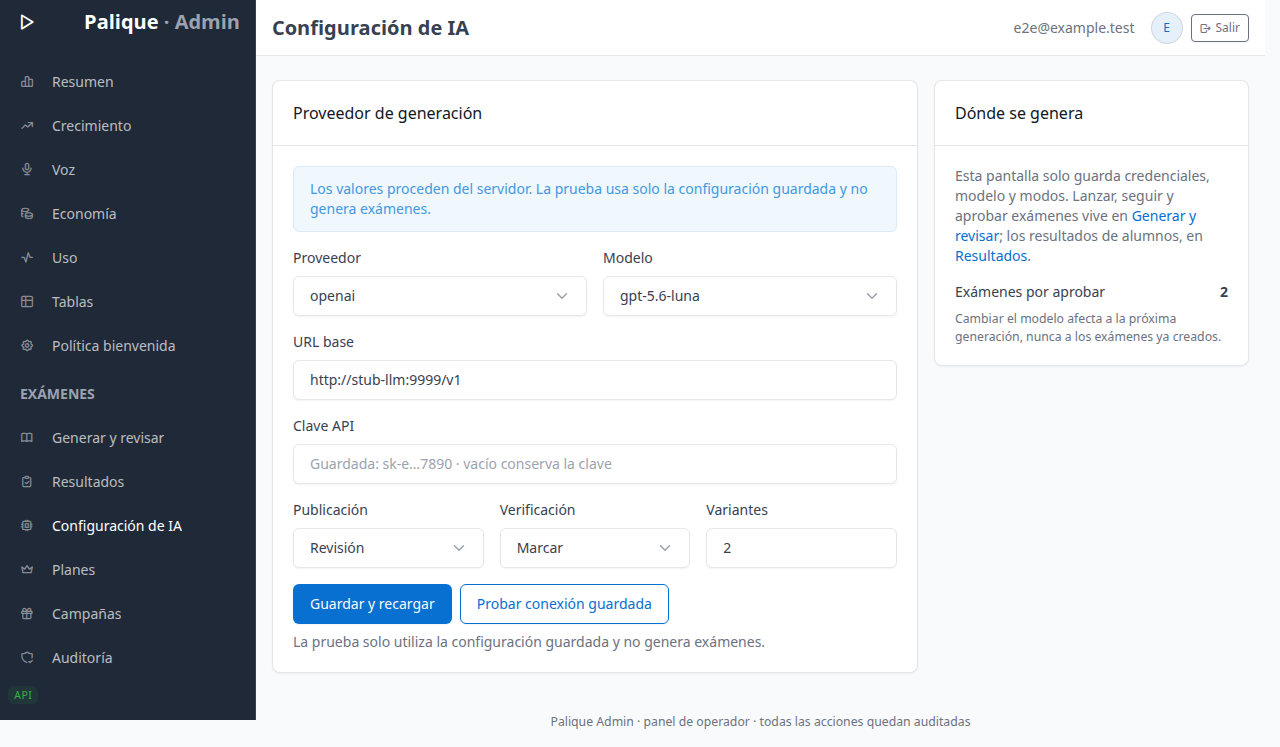 Palique · Admin
Resumen
Crecimiento
Voz
Economía
Uso
Tablas
Política bienvenida
EXÁMENES
Generar y revisar
Resultados
Configuración de IA
Planes
Campañas
Auditoría
API
Configuración de IA
e2e@example.test
E
Salir
Proveedor de generación
Los valores proceden del servidor. La prueba usa solo la configuración guardada y no
genera exámenes.
Proveedor
Modelo
openai
gpt-5.6-luna
URL base
http://stub-llm:9999/v1
Clave API
Guardada: sk-e…7890 · vacío conserva la clave
Publicación
Verificación
Variantes
Revisión
Marcar
2
Guardar y recargar
Probar conexión guardada
La prueba solo utiliza la configuración guardada y no genera exámenes.
Dónde se genera
Esta pantalla solo guarda credenciales,
modelo y modos. Lanzar, seguir y
aprobar exámenes vive en Generar y
revisar; los resultados de alumnos, en
Resultados.
Exámenes por aprobar 2
Cambiar el modelo afecta a la próxima
generación, nunca a los exámenes ya creados.
Palique Admin · panel de operador · todas las acciones quedan auditadas